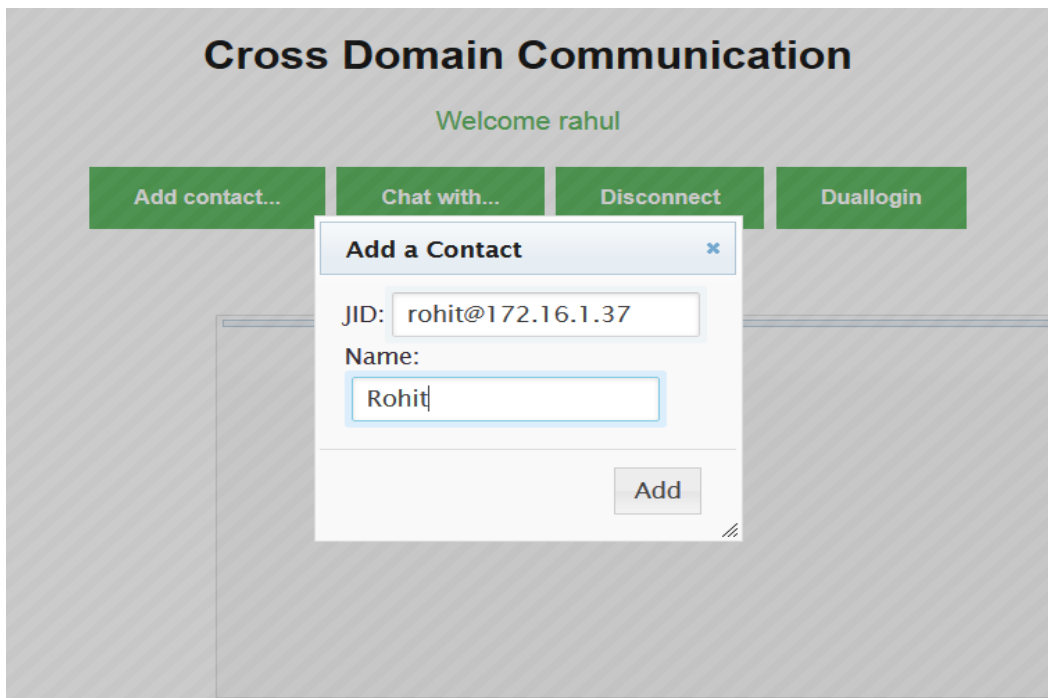 Cross Domain Communication
Welcome rahul
Add contact... Chat with... Disconnect Duallogin
Add a Contact
JID: rohit@172.16.1.37
Name:
Rohit
Add